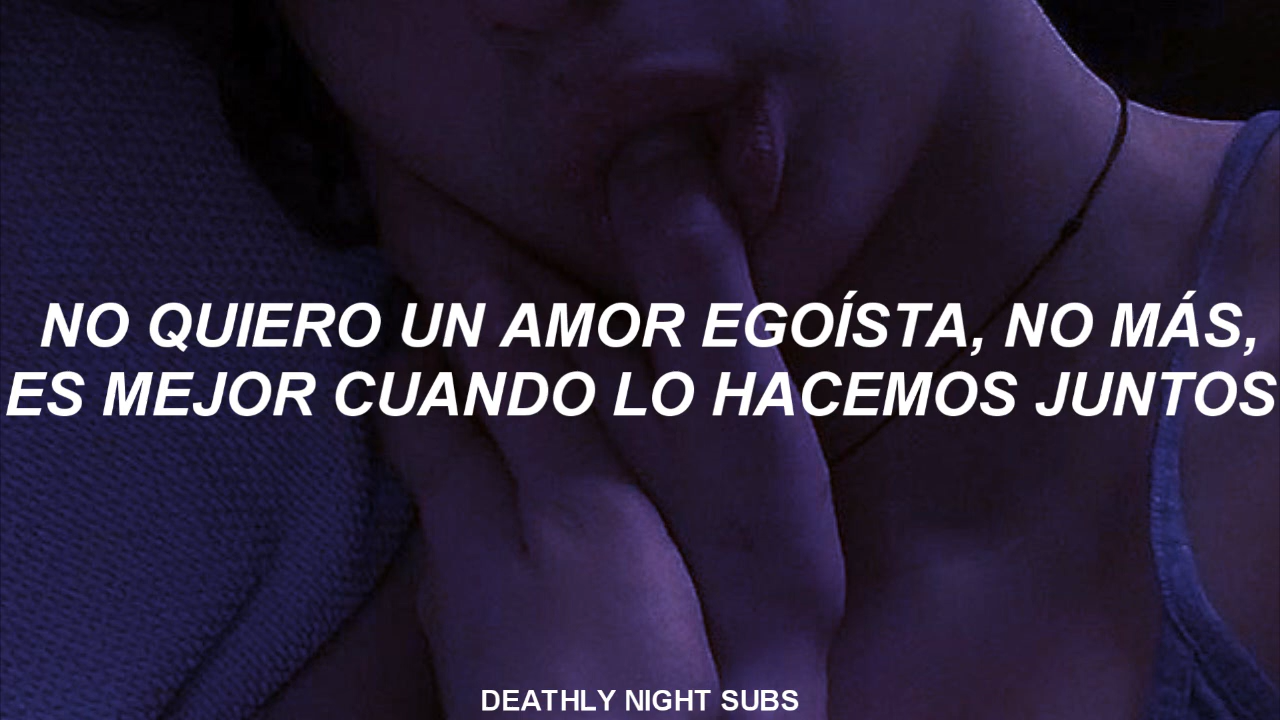 NO QUIERO UN AMOR EGOÍSTA, NO MÁS,
ES MEJOR CUANDO LO HACEMOS JUNTOS
DEATHLY NIGHT SUBS